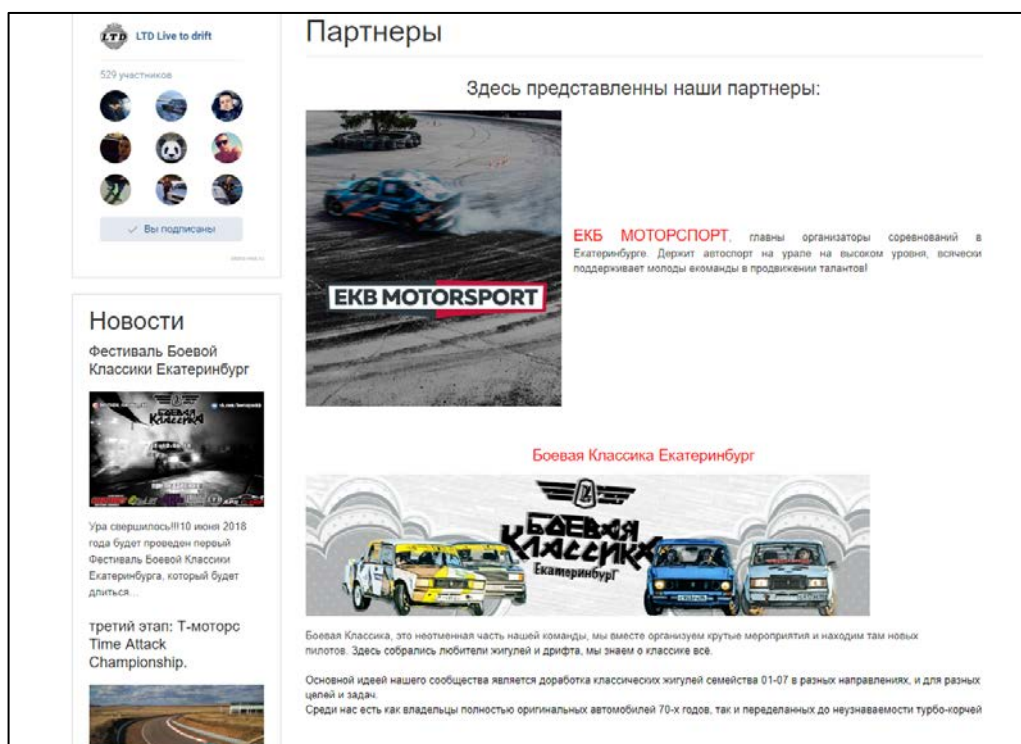 LTD LTD Live to drift
529 участников
Вы подписаны
Новости
Фестиваль Боевой
Классики Екатеринбург
БОЕВАЯ
КЛАССИКА
Ура свершилось!!!10 июня 2018
года будет проведен первый
Фестиваль Боевой Классики
Екатеринбурга, который будет
длиться...
третий этап: Т-моторс
Time Attack
Championship.
Партнеры
Здесь представленны наши партнеры:
EKB MOTORSPORT
ЕКБ МОТОРСПОРТ, главны организаторы соревнований в
Екатеринбурге. Держит автоспорт на урале на высоком уровня, всячески
поддерживает молоды екоманды в продвижении талантов!
Боевая Классика Екатеринбург
БОЕВАЯ
КЛАССИКА
Екатеринбург
Боевая Классика, это неотменная часть нашей команды, мы вместе организуем крутые мероприятия и находим там новых
пилотов. Здесь собрались любители жигулей и дрифта, мы знаем о классике всё.
Основной идеей нашего сообщества является доработка классических жигулей семейства 01-07 в разных направлениях, и для разных
целей и задач.
Среди нас есть как владельцы полностью оригинальных автомобилей 70-х годов, так и переделанных до неузнаваемости турбо-корчей